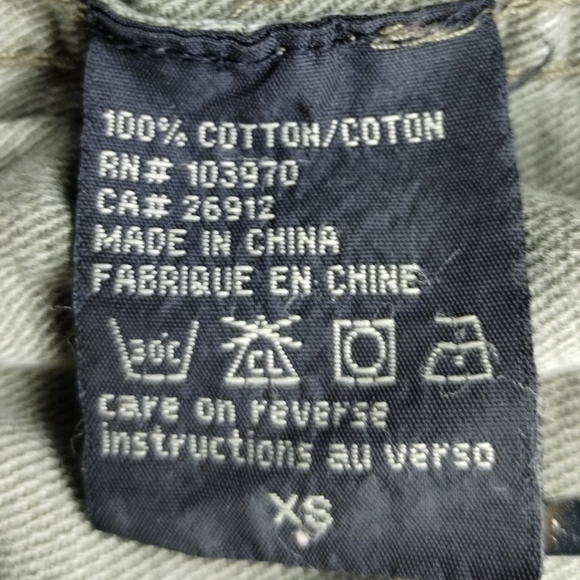 100% COTTON/COTON
RN# 103970
CA# 26912
MADE IN CHINA
FABRIQUE EN CHINE
30C CL
care on reverse
instructions au verso
XS